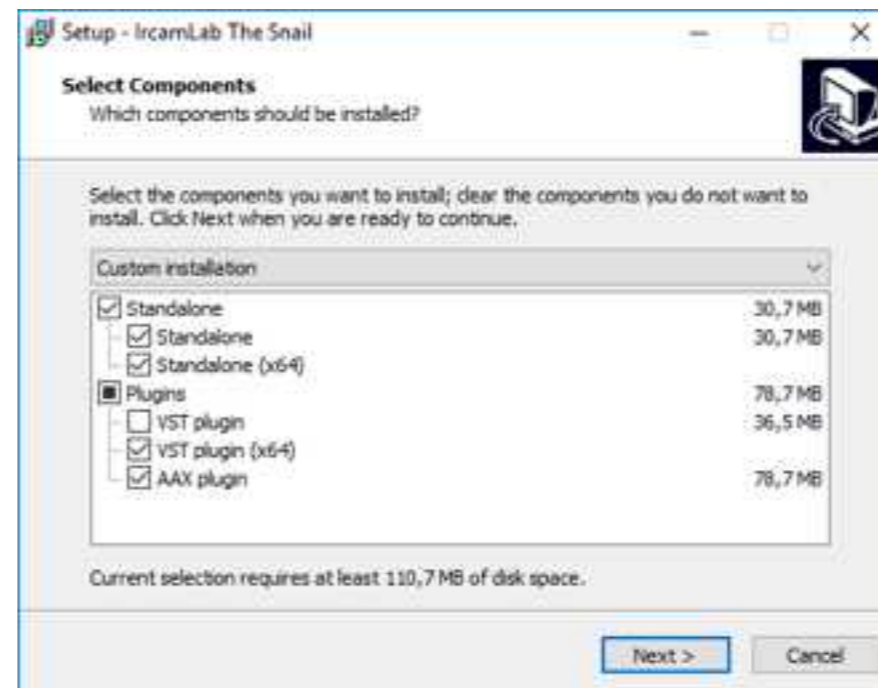 Setup - IrcamLab The Snail
Select Components
Which components should be installed?
Select the components you want to install; clear the components you do not want to
install. Click Next when you are ready to continue.
Custom installation
Standalone 30,7 MB
Standalone 30,7 MB
Standalone (x64)
Plugins 78,7 MB
VST plugin 36,5 MB
VST plugin (x64)
AAX plugin 78,7 MB
Current selection requires at least 110,7 MB of disk space.
Next > Cancel